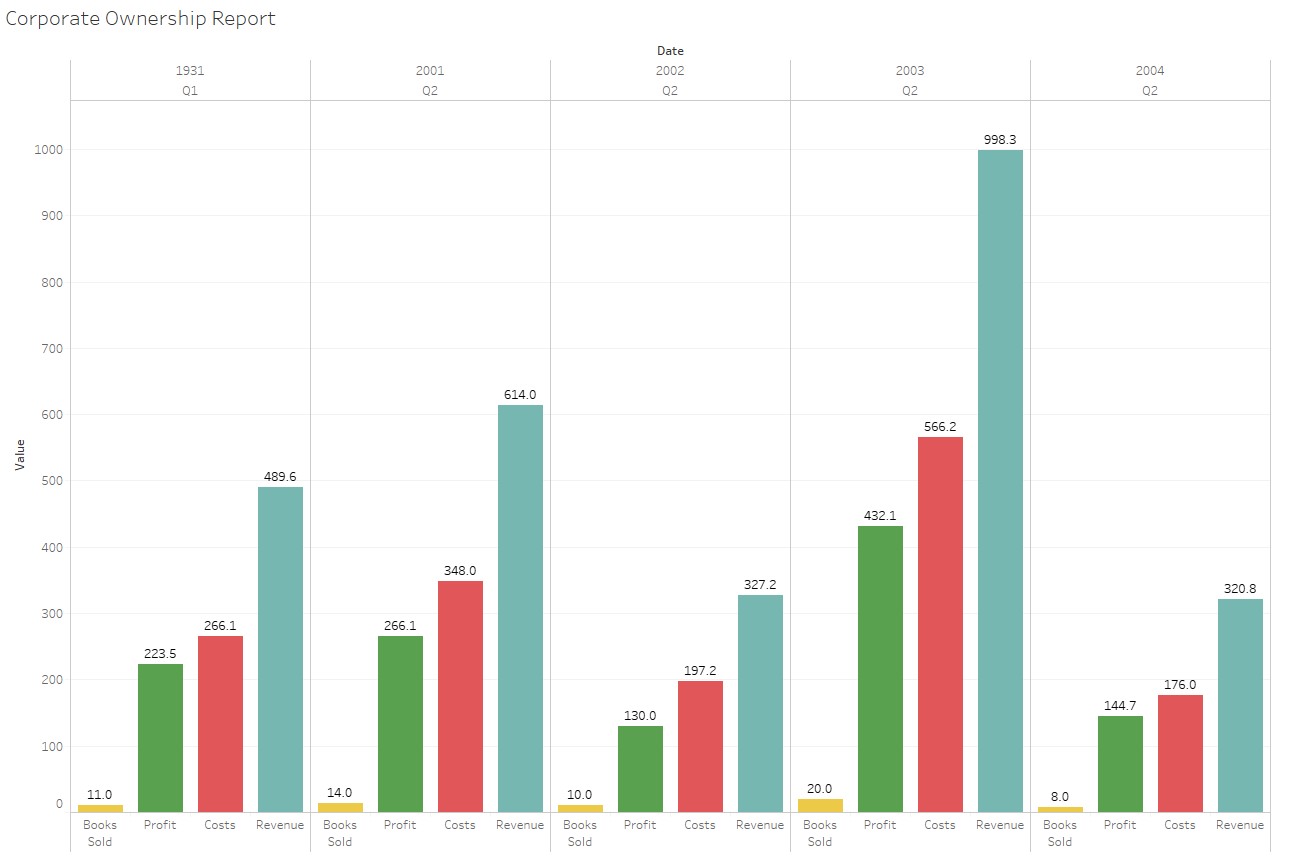 Corporate Ownership Report
Date
1931 2001 2002 2003 2004
Q1 Q2 Q2 Q2 Q2
Value
1000
900
800
700
600
500
400
300
200
100
0
11.0 223.5 266.1 489.6
14.0 266.1 348.0 614.0
10.0 130.0 197.2 327.2
20.0 432.1 566.2 998.3
8.0 144.7 176.0 320.8
Books Profit Costs Revenue Books Profit Costs Revenue Books Profit Costs Revenue Books Profit Costs Revenue Books Profit Costs Revenue
Sold Sold Sold Sold Sold